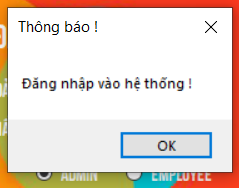 Thông báo !
Đăng nhập vào hệ thống !
OK
ADMIN
EMPLOYEE